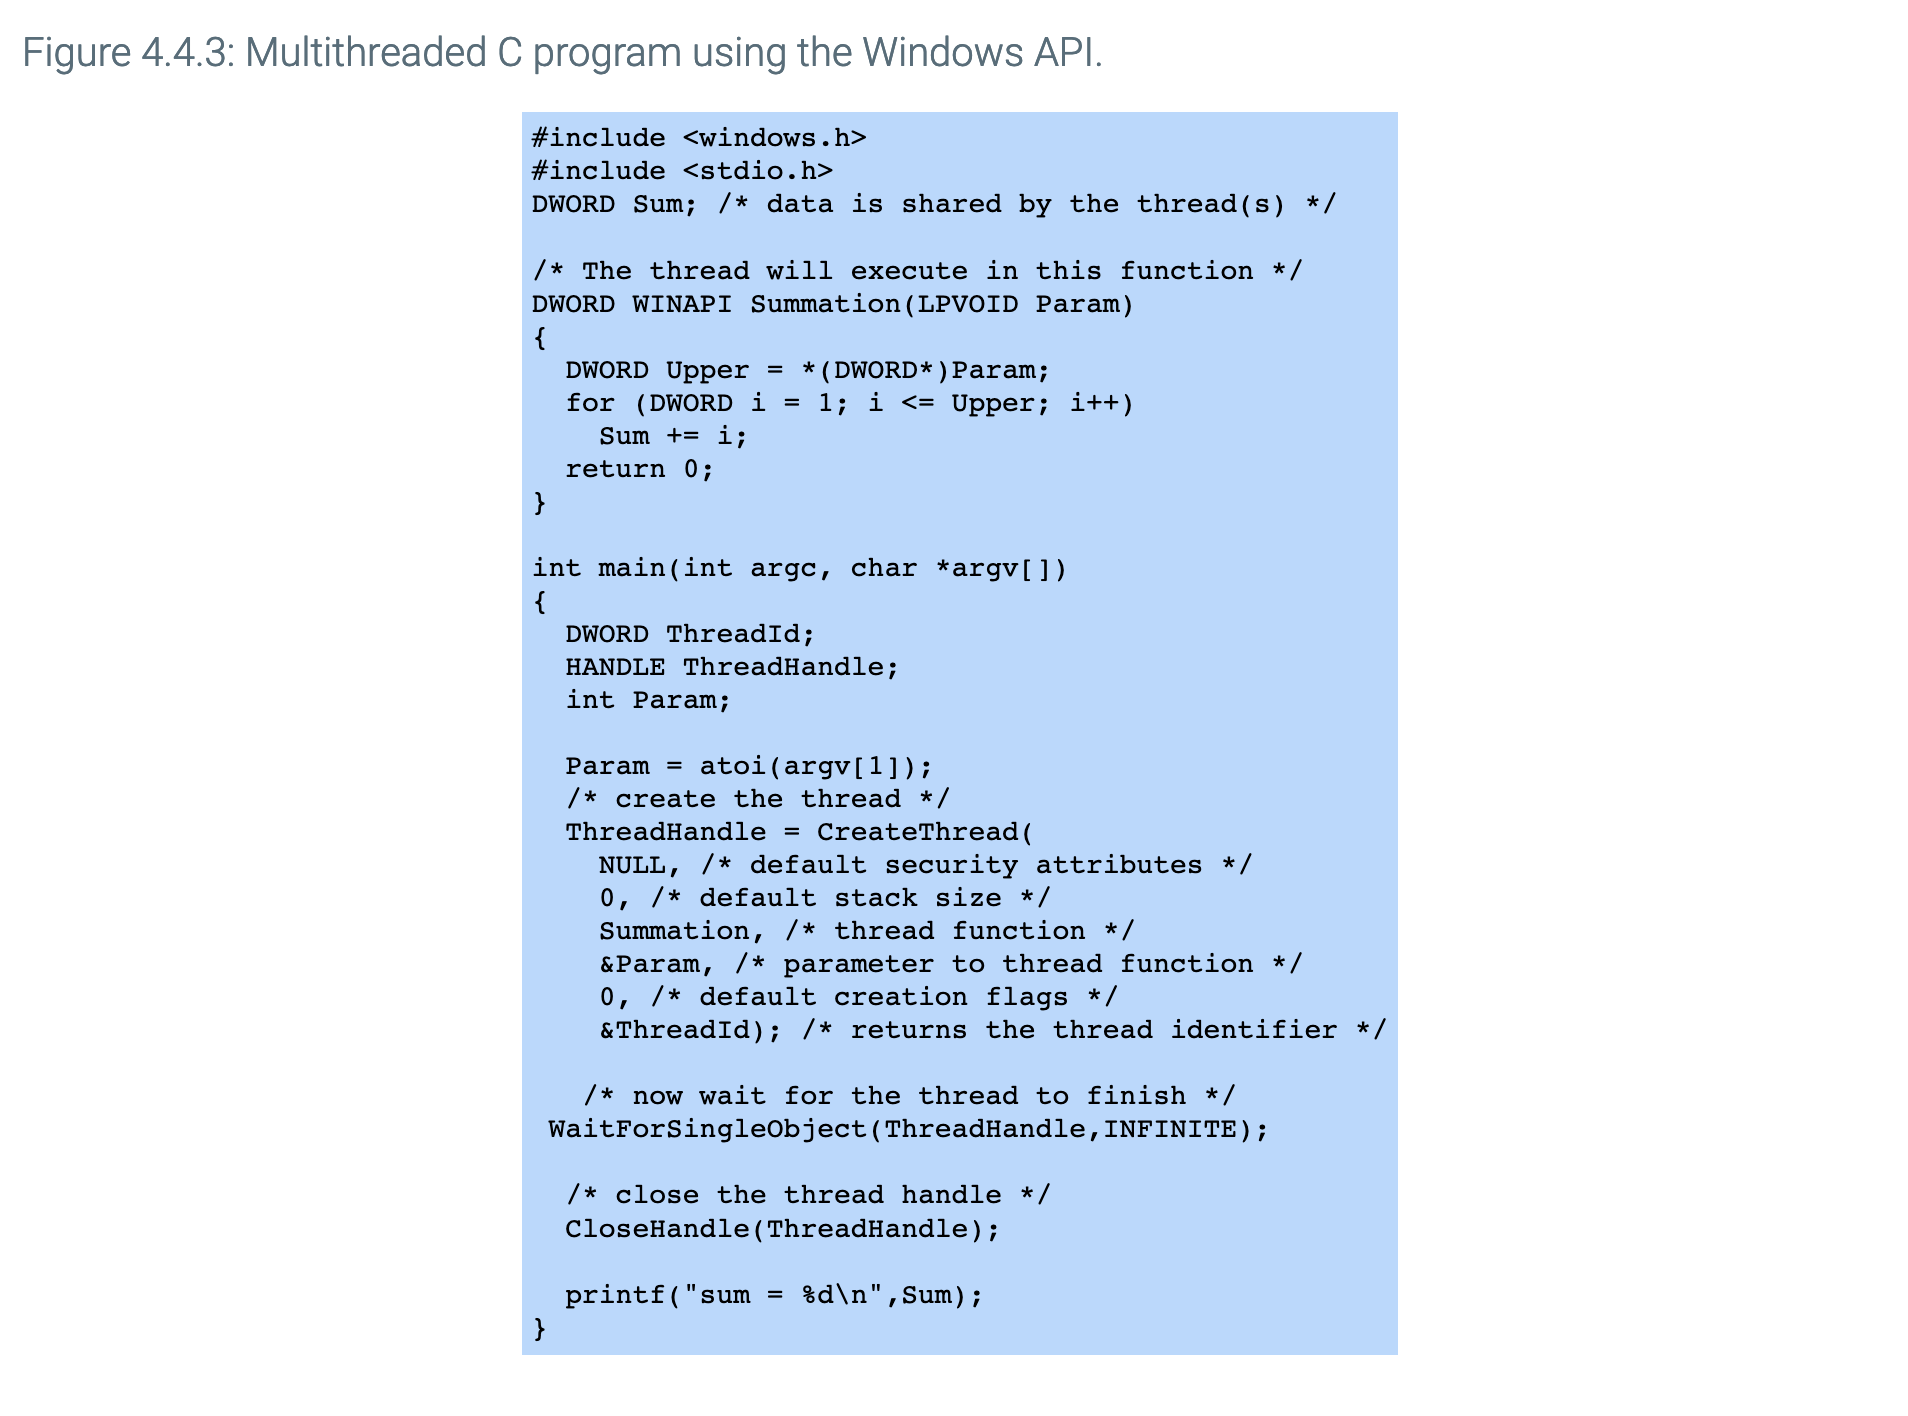 Figure 4.4.3: Multithreaded C program using the Windows API.
#include <windows.h>
#include <stdio.h>
DWORD Sum; /* data is shared by the thread(s) */

/* The thread will execute in this function */
DWORD WINAPI Summation(LPVOID Param)
{
  DWORD Upper = *(DWORD*)Param;
  for (DWORD i = 1; i <= Upper; i++)
    Sum += i;
  return 0;
}

int main(int argc, char *argv[])
{
  DWORD ThreadId;
  HANDLE ThreadHandle;
  int Param;

  Param = atoi(argv[1]);
  /* create the thread */
  ThreadHandle = CreateThread(
    NULL, /* default security attributes */
    0, /* default stack size */
    Summation, /* thread function */
    &Param, /* parameter to thread function */
    0, /* default creation flags */
    &ThreadId); /* returns the thread identifier */

   /* now wait for the thread to finish */
 WaitForSingleObject(ThreadHandle,INFINITE);

  /* close the thread handle */
  CloseHandle(ThreadHandle);

  printf("sum = %d\n",Sum);
}